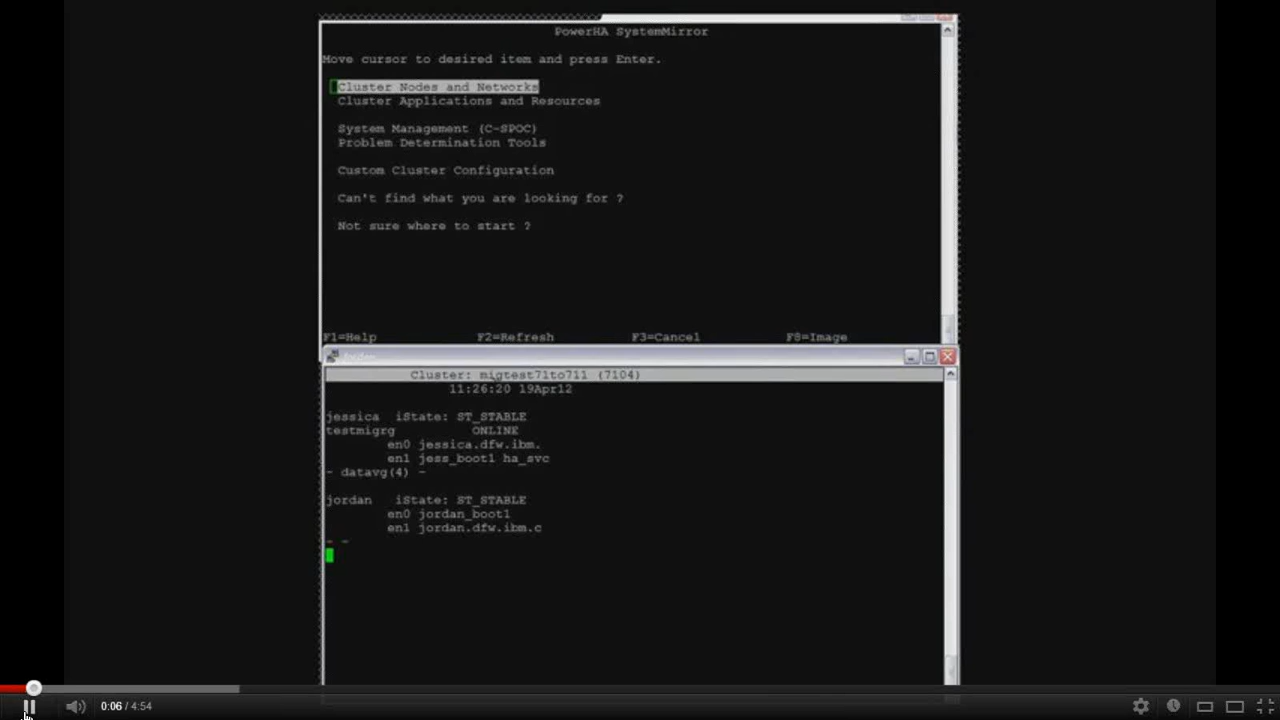 PowerHA SystemMirror
Move cursor to desired item and press Enter.
Cluster Nodes and Networks
Cluster Applications and Resources
System Management (C-SPOC)
Problem Determination Tools
Custom Cluster Configuration
Can't find what you are looking for ?
Not sure where to start ?
F1=Help F2=Refresh F3=Cancel F8=Image
Cluster: migtest71to711 (7104)
11:26:20 19Apr12
jessica iState: ST_STABLE
testmigrg ONLINE
en0 jessica.dfw.ibm.
en1 jess_boot1 ha_svc
- datavg(4) -
jordan iState: ST_STABLE
en0 jordan_boot1
en1 jordan.dfw.ibm.c
- -
0:06 / 4:54